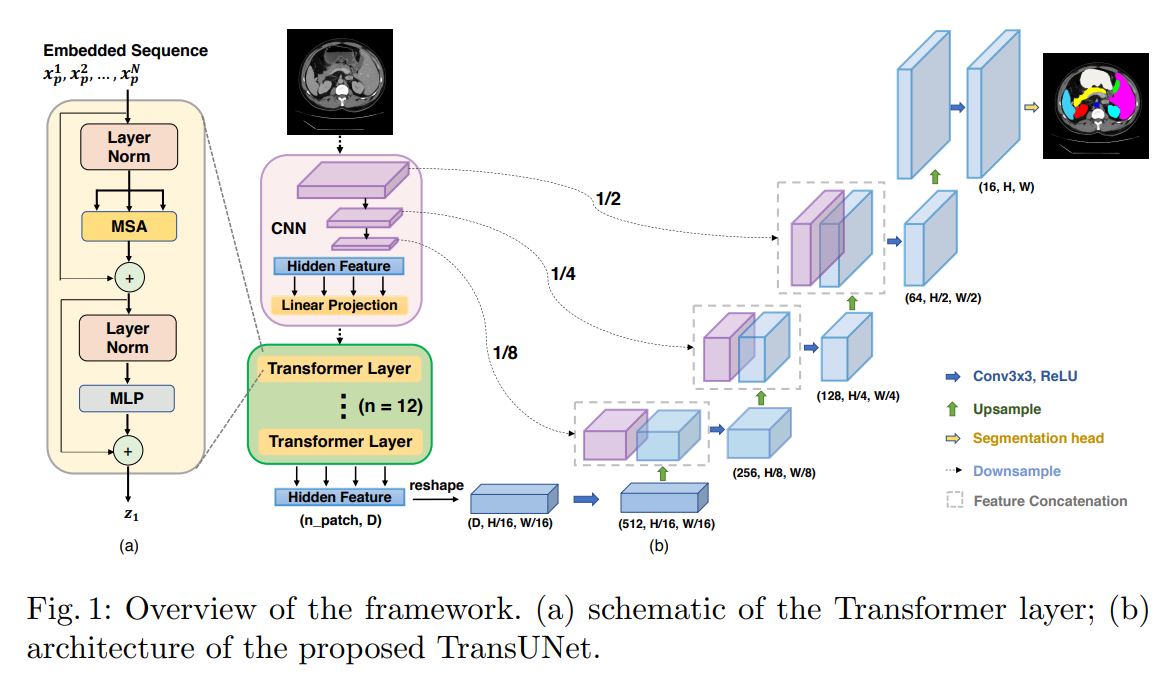 Embedded Sequence
x_p^1, x_p^2, ..., x_p^N
Layer
Norm
MSA
+
Layer
Norm
MLP
+
z_1
(a)
CNN
Hidden Feature
Linear Projection
Transformer Layer
(n = 12)
Transformer Layer
Hidden Feature
(n_patch, D)
reshape
(D, H/16, W/16)
(512, H/16, W/16)
(b)
1/2
1/4
1/8
(256, H/8, W/8)
(128, H/4, W/4)
(64, H/2, W/2)
(16, H, W)
Conv3x3, ReLU
Upsample
Segmentation head
Downsample
Feature Concatenation
Fig. 1: Overview of the framework. (a) schematic of the Transformer layer; (b)
architecture of the proposed TransUNet.